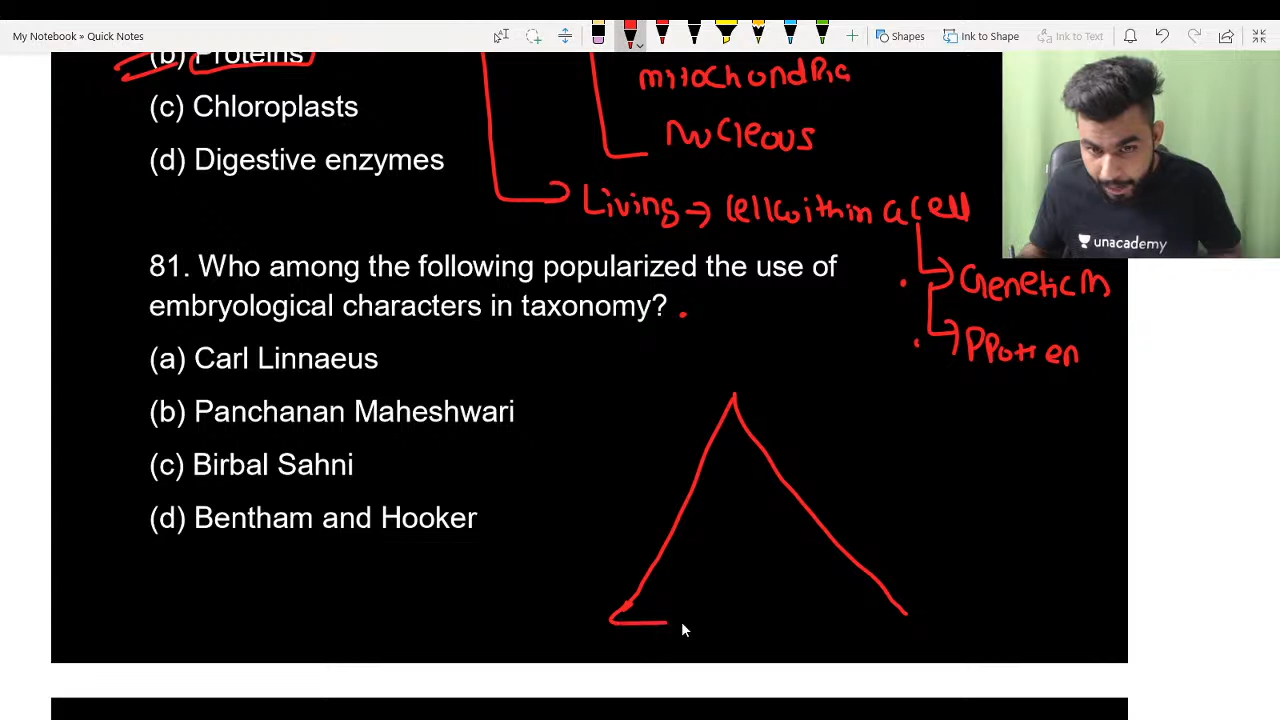 My Notebook » Quick Notes
Shapes
Ink to Shape
Ink to Text
(b) Proteins
mitochondria
(c) Chloroplasts
nucleous
(d) Digestive enzymes
Living → cell within a cell
unacademy
81. Who among the following popularized the use of
Genetic m
embryological characters in taxonomy?
(a) Carl Linnaeus
(b) Panchanan Maheshwari
(c) Birbal Sahni
(d) Bentham and Hooker